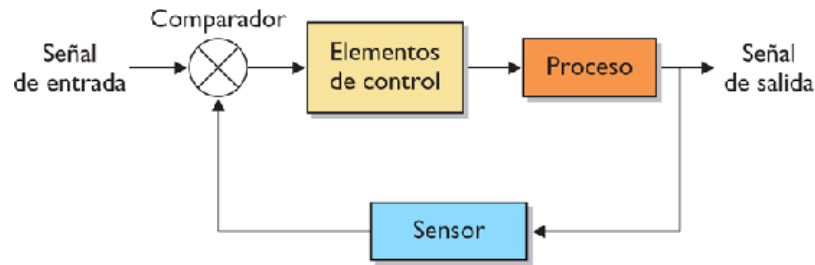 Comparador
Señal
de entrada
Elementos
de control
Proceso
Señal
de salida
Sensor